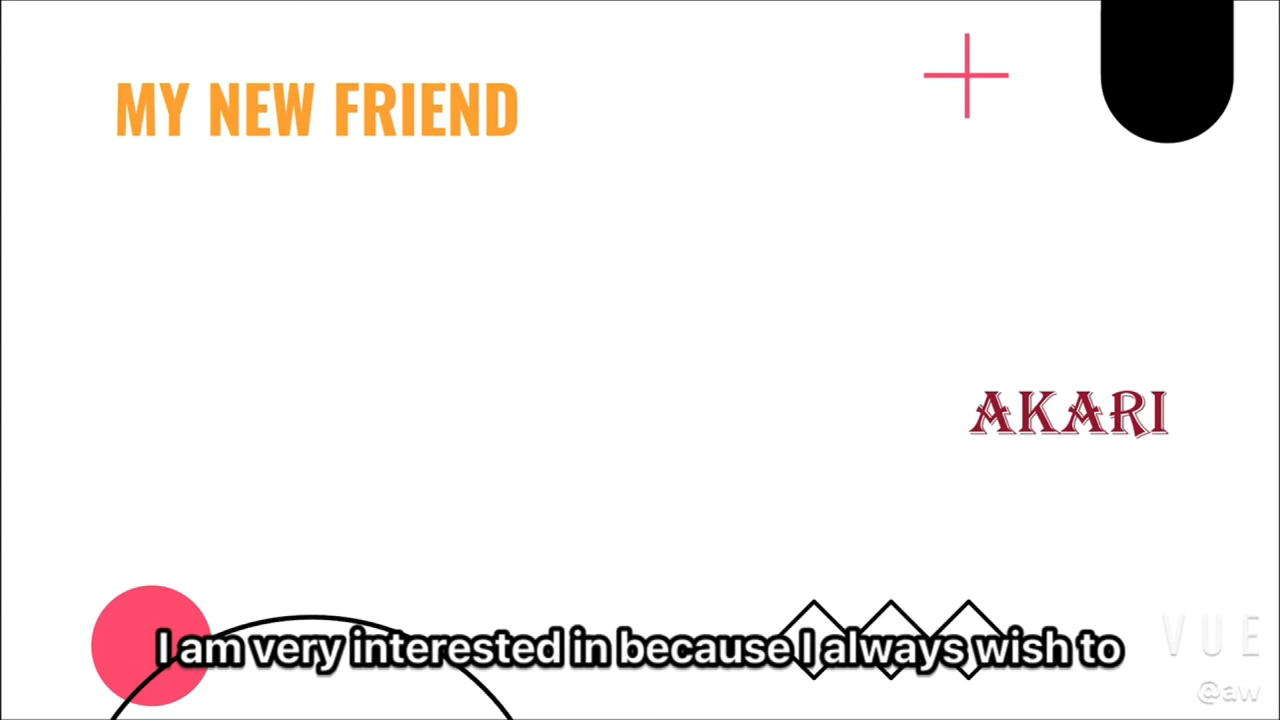 MY NEW FRIEND
AKARI
I am very interested in because I always wish to
VUE
@aw